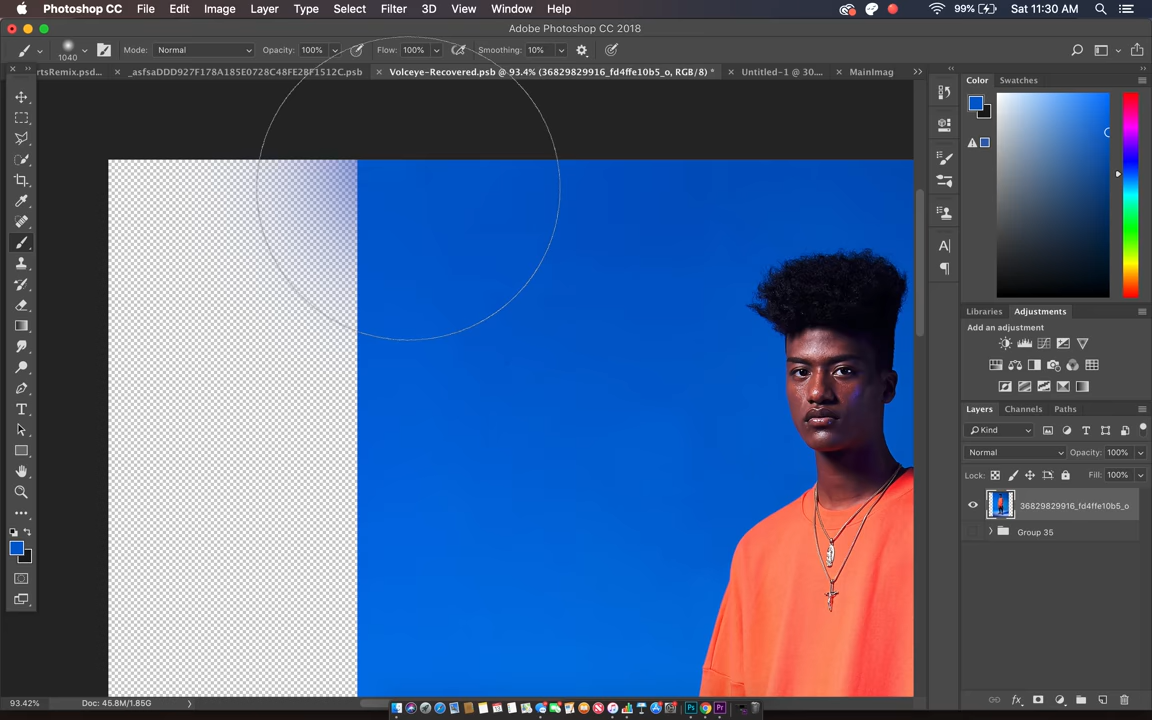 Photoshop CC File Edit Image Layer Type Select Filter 3D View Window Help 99% Sat 11:30 AM
Adobe Photoshop CC 2018
1040 Mode: Normal Opacity: 100% Flow: 100% Smoothing: 10%
rtsRemix.psd... × _asfsaDDD927F178A185E0728C48FE2BF1512C.psb × Volceye-Recovered.psb @ 93.4% (36829829916_fd4ffe10b5_o, RGB/8) * × Untitled-1 @ 30.... × MainImag
Color Swatches
Libraries Adjustments
Add an adjustment
Layers Channels Paths
Kind
Normal Opacity: 100%
Lock: Fill: 100%
36829829916_fd4ffe10b5_o
Group 35
93.42% Doc: 45.8M/1.85G